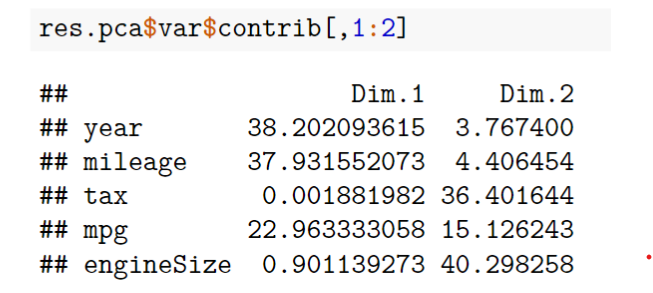 res.pca$var$contrib[,1:2]
## Dim.1 Dim.2
## year 38.202093615 3.767400
## mileage 37.931552073 4.406454
## tax 0.001881982 36.401644
## mpg 22.963333058 15.126243
## engineSize 0.901139273 40.298258